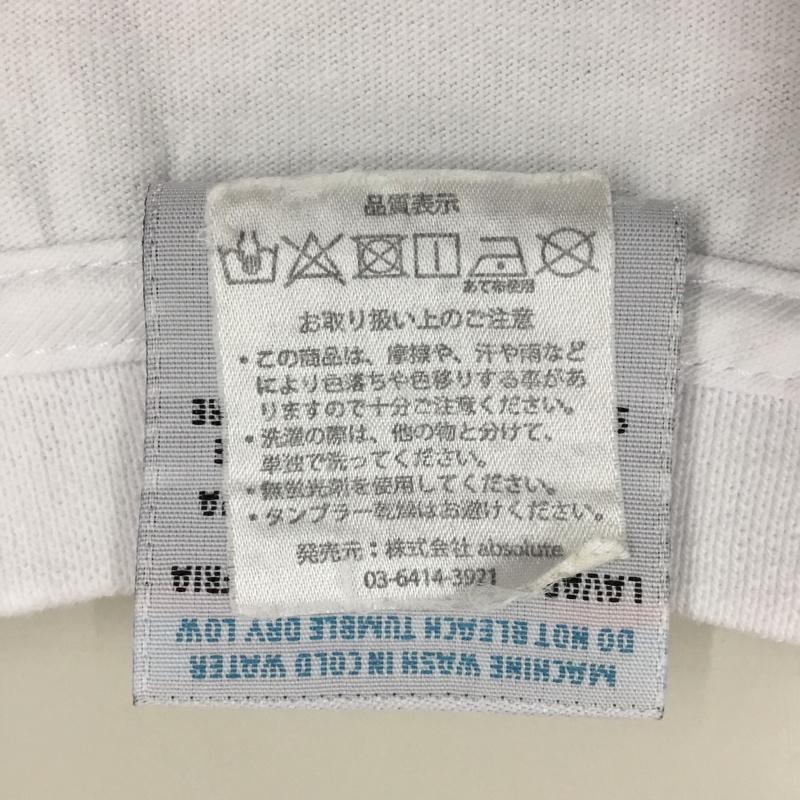 品質表示
あて布使用
お取り扱い上のご注意
・この商品は、摩擦や、汗や雨など
により色落ちや色移りする事があ
りますので十分ご注意ください。
・洗濯の際は、他の物と分けて、
単独で洗ってください。
・無蛍光剤を使用してください。
・タンブラー乾燥はお避けください。
発売元：株式会社 absolute
03-6414-3921
MACHINE WASH IN COLD WATER
DO NOT BLEACH TUMBLE DRY LOW